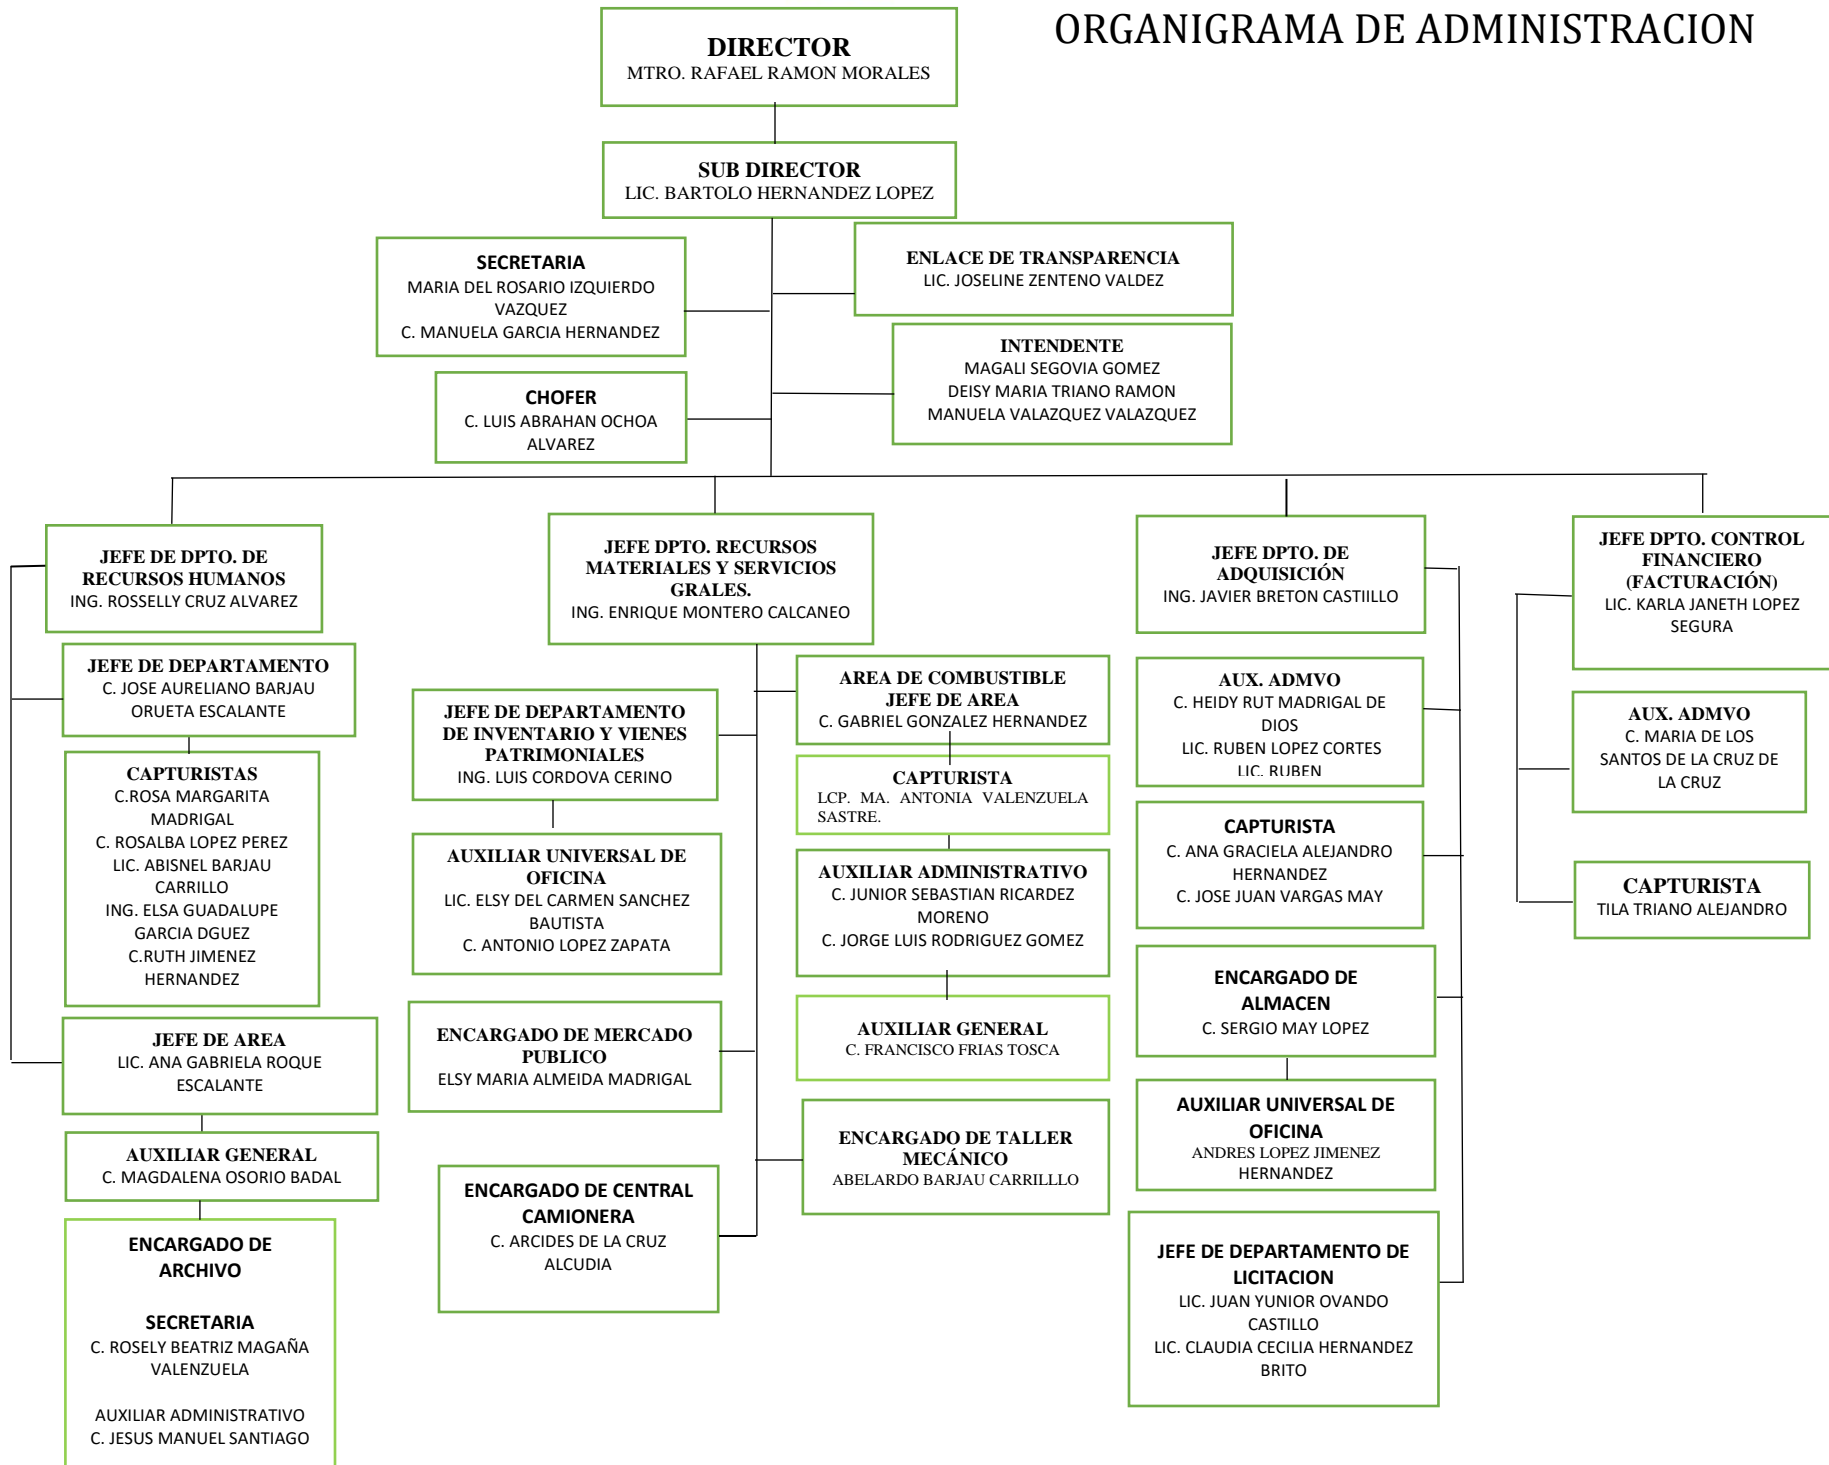 ORGANIGRAMA DE ADMINISTRACION
DIRECTOR
MTRO. RAFAEL RAMON MORALES
SUB DIRECTOR
LIC. BARTOLO HERNANDEZ LOPEZ
SECRETARIA
MARIA DEL ROSARIO IZQUIERDO
VAZQUEZ
C. MANUELA GARCIA HERNANDEZ
ENLACE DE TRANSPARENCIA
LIC. JOSELINE ZENTENO VALDEZ
CHOFER
C. LUIS ABRAHAN OCHOA
ALVAREZ
INTENDENTE
MAGALI SEGOVIA GOMEZ
DEISY MARIA TRIANO RAMON
MANUELA VALAZQUEZ VALAZQUEZ
JEFE DE DPTO. DE
RECURSOS HUMANOS
ING. ROSSELLY CRUZ ALVAREZ
JEFE DE DEPARTAMENTO
C. JOSE AURELIANO BARJAU
ORUETA ESCALANTE
CAPTURISTAS
C.ROSA MARGARITA
MADRIGAL
C. ROSALBA LOPEZ PEREZ
LIC. ABISNEL BARJAU
CARRILLO
ING. ELSA GUADALUPE
GARCIA DGUEZ
C.RUTH JIMENEZ
HERNANDEZ
JEFE DE AREA
LIC. ANA GABRIELA ROQUE
ESCALANTE
AUXILIAR GENERAL
C. MAGDALENA OSORIO BADAL
ENCARGADO DE
ARCHIVO
SECRETARIA
C. ROSELY BEATRIZ MAGAÑA
VALENZUELA
AUXILIAR ADMINISTRATIVO
C. JESUS MANUEL SANTIAGO
JEFE DPTO. RECURSOS
MATERIALES Y SERVICIOS
GRALES.
ING. ENRIQUE MONTERO CALCANEO
JEFE DE DEPARTAMENTO
DE INVENTARIO Y VIENES
PATRIMONIALES
ING. LUIS CORDOVA CERINO
AUXILIAR UNIVERSAL DE
OFICINA
LIC. ELSY DEL CARMEN SANCHEZ
BAUTISTA
C. ANTONIO LOPEZ ZAPATA
ENCARGADO DE MERCADO
PUBLICO
ELSY MARIA ALMEIDA MADRIGAL
ENCARGADO DE CENTRAL
CAMIONERA
C. ARCIDES DE LA CRUZ
ALCUDIA
AREA DE COMBUSTIBLE
JEFE DE AREA
C. GABRIEL GONZALEZ HERNANDEZ
CAPTURISTA
LCP. MA. ANTONIA VALENZUELA
SASTRE.
AUXILIAR ADMINISTRATIVO
C. JUNIOR SEBASTIAN RICARDEZ
MORENO
C. JORGE LUIS RODRIGUEZ GOMEZ
AUXILIAR GENERAL
C. FRANCISCO FRIAS TOSCA
ENCARGADO DE TALLER
MECÁNICO
ABELARDO BARJAU CARRILLLO
JEFE DPTO. DE
ADQUISICIÓN
ING. JAVIER BRETON CASTIILLO
AUX. ADMVO
C. HEIDY RUT MADRIGAL DE
DIOS
LIC. RUBEN LOPEZ CORTES
LIC. RUBEN
CAPTURISTA
C. ANA GRACIELA ALEJANDRO
HERNANDEZ
C. JOSE JUAN VARGAS MAY
ENCARGADO DE
ALMACEN
C. SERGIO MAY LOPEZ
AUXILIAR UNIVERSAL DE
OFICINA
ANDRES LOPEZ JIMENEZ
HERNANDEZ
JEFE DE DEPARTAMENTO DE
LICITACION
LIC. JUAN YUNIOR OVANDO
CASTILLO
LIC. CLAUDIA CECILIA HERNANDEZ
BRITO
JEFE DPTO. CONTROL
FINANCIERO
(FACTURACIÓN)
LIC. KARLA JANETH LOPEZ
SEGURA
AUX. ADMVO
C. MARIA DE LOS
SANTOS DE LA CRUZ DE
LA CRUZ
CAPTURISTA
TILA TRIANO ALEJANDRO